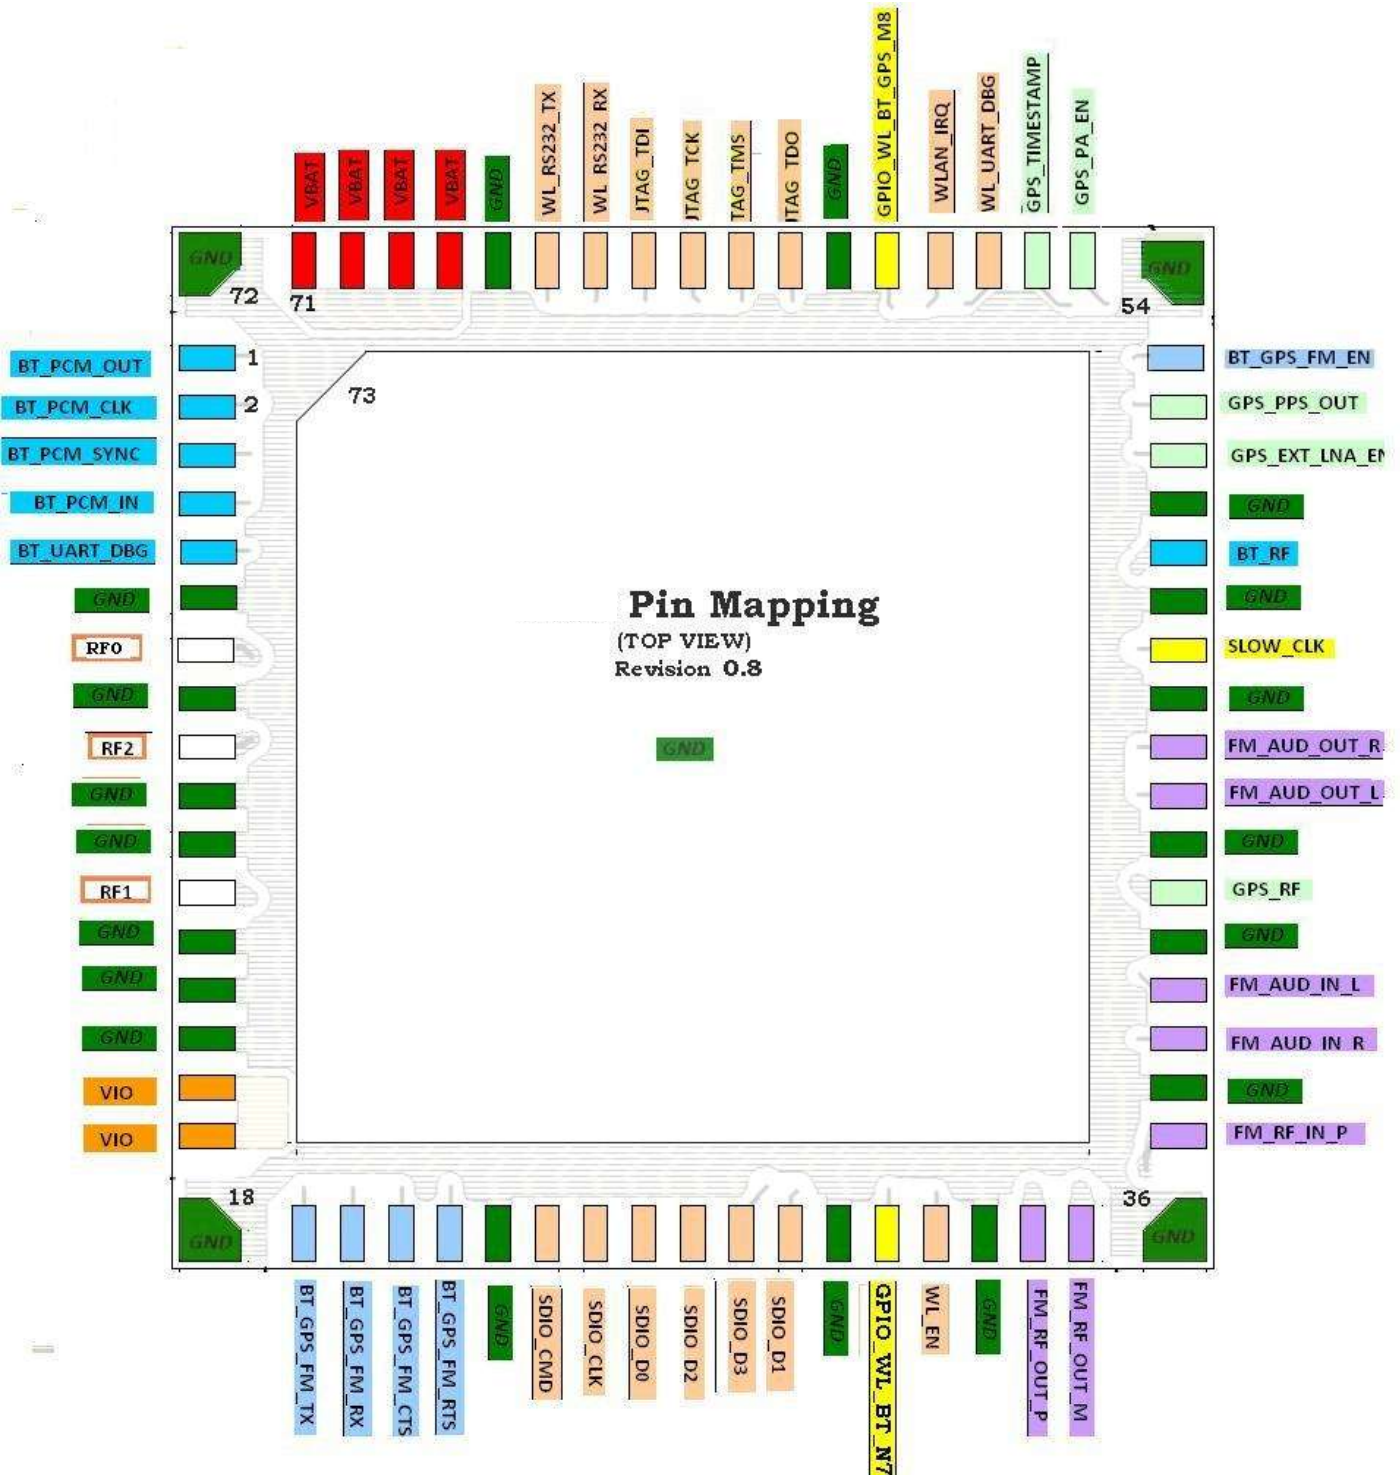 VBAT
VBAT
VBAT
VBAT
GND
WL_RS232_TX
WL_RS232_RX
JTAG_TDI
JTAG_TCK
TAG_TMS
JTAG_TDO
GND
GPIO_WL_BT_GPS_M8
WLAN_IRQ
WL_UART_DBG
GPS_TIMESTAMP
GPS_PA_EN
GND
72
71
54
GND
BT_PCM_OUT
1
BT_PCM_CLK
2
BT_PCM_SYNC
BT_PCM_IN
BT_UART_DBG
GND
RF0
GND
RF2
GND
GND
RF1
GND
GND
GND
VIO
VIO
73
Pin Mapping
(TOP VIEW)
Revision 0.8
GND
BT_GPS_FM_EN
GPS_PPS_OUT
GPS_EXT_LNA_EN
GND
BT_RF
GND
SLOW_CLK
GND
FM_AUD_OUT_R
FM_AUD_OUT_L
GND
GPS_RF
GND
FM_AUD_IN_L
FM_AUD_IN_R
GND
FM_RF_IN_P
18
GND
36
GND
BT_GPS_FM_TX
BT_GPS_FM_RX
BT_GPS_FM_CTS
BT_GPS_FM_RTS
GND
SDIO_CMD
SDIO_CLK
SDIO_D0
SDIO_D2
SDIO_D3
SDIO_D1
GND
GPIO_WL_BT_N7
WL_EN
GND
FM_RF_OUT_P
FM_RF_OUT_M